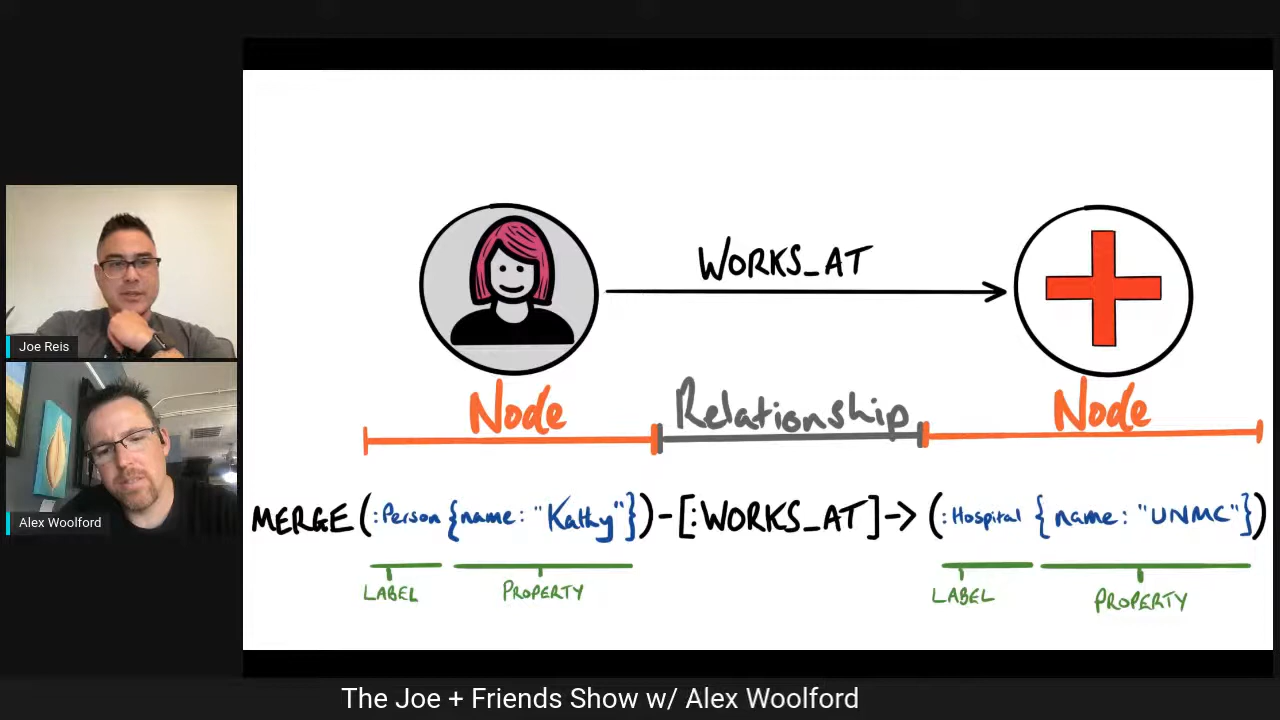 WORKS_AT
Node
Relationship
Node
MERGE (:Person {name: "Kathy"}) - [:WORKS_AT] -> (:Hospital {name: "UNMC"})
LABEL
PROPERTY
LABEL
PROPERTY
Joe Reis
Alex Woolford
The Joe + Friends Show w/ Alex Woolford